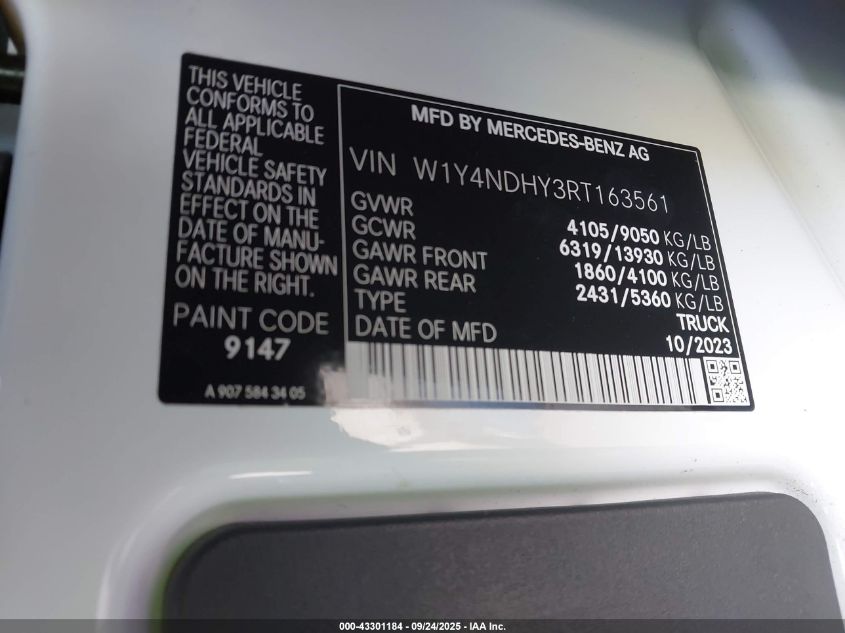 THIS VEHICLE
CONFORMS TO
ALL APPLICABLE
FEDERAL
VEHICLE SAFETY
STANDARDS IN
EFFECT ON THE
DATE OF MANU-
FACTURE SHOWN
ON THE RIGHT.
PAINT CODE
9147
A 907 584 34 05
MFD BY MERCEDES-BENZ AG
VIN W1Y4NDHY3RT163561
GVWR 4105/9050 KG/LB
GCWR 6319/13930 KG/LB
GAWR FRONT 1860/4100 KG/LB
GAWR REAR 2431/5360 KG/LB
TYPE TRUCK
DATE OF MFD 10/2023
000-43301184 - 09/24/2025 - IAA Inc.